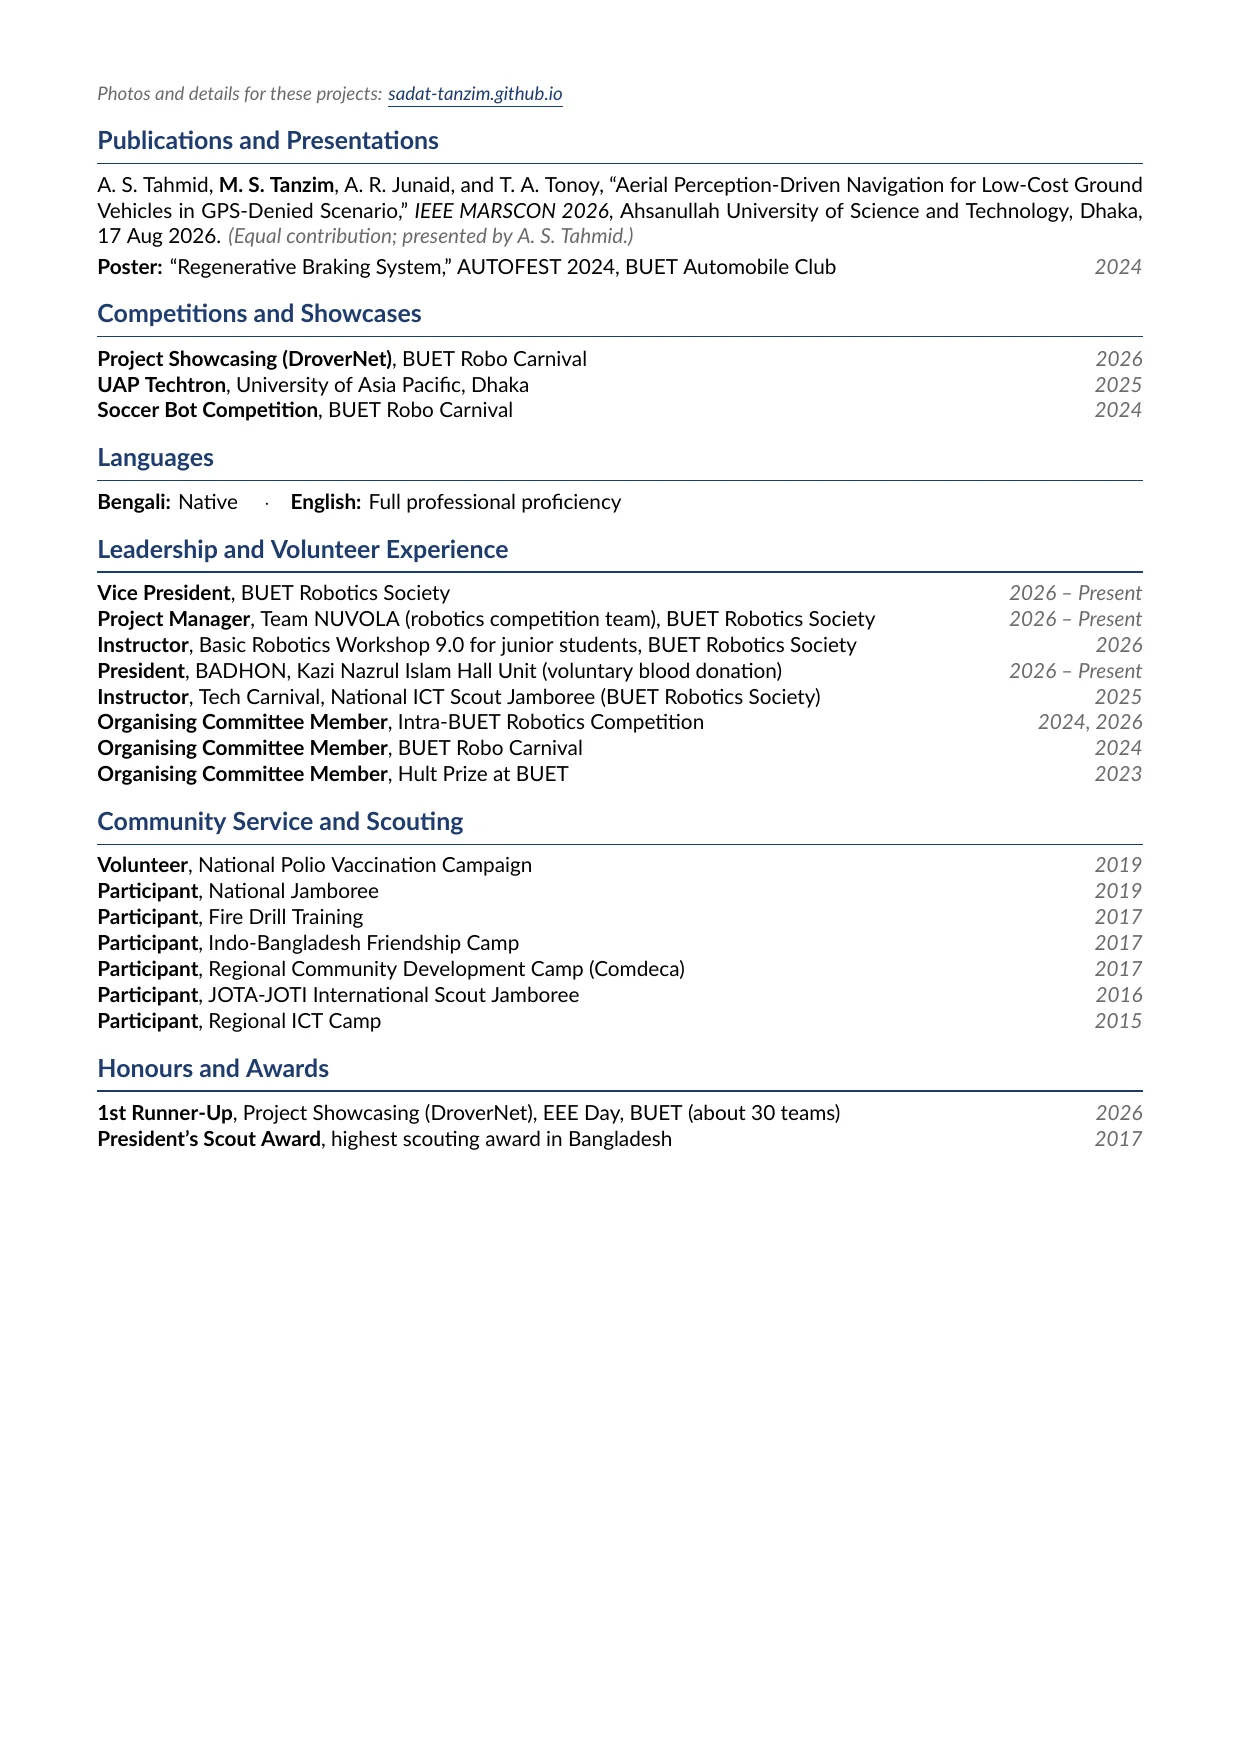 Photos and details for these projects: sadat-tanzim.github.io
Publications and Presentations
A. S. Tahmid, M. S. Tanzim, A. R. Junaid, and T. A. Tonoy, “Aerial Perception-Driven Navigation for Low-Cost Ground
Vehicles in GPS-Denied Scenario,” IEEE MARSCON 2026, Ahsanullah University of Science and Technology, Dhaka,
17 Aug 2026. (Equal contribution; presented by A. S. Tahmid.)
Poster: “Regenerative Braking System,” AUTOFEST 2024, BUET Automobile Club 2024
Competitions and Showcases
Project Showcasing (DroverNet), BUET Robo Carnival 2026
UAP Techtron, University of Asia Pacific, Dhaka 2025
Soccer Bot Competition, BUET Robo Carnival 2024
Languages
Bengali: Native · English: Full professional proficiency
Leadership and Volunteer Experience
Vice President, BUET Robotics Society 2026 – Present
Project Manager, Team NUVOLA (robotics competition team), BUET Robotics Society 2026 – Present
Instructor, Basic Robotics Workshop 9.0 for junior students, BUET Robotics Society 2026
President, BADHON, Kazi Nazrul Islam Hall Unit (voluntary blood donation) 2026 – Present
Instructor, Tech Carnival, National ICT Scout Jamboree (BUET Robotics Society) 2025
Organising Committee Member, Intra-BUET Robotics Competition 2024, 2026
Organising Committee Member, BUET Robo Carnival 2024
Organising Committee Member, Hult Prize at BUET 2023
Community Service and Scouting
Volunteer, National Polio Vaccination Campaign 2019
Participant, National Jamboree 2019
Participant, Fire Drill Training 2017
Participant, Indo-Bangladesh Friendship Camp 2017
Participant, Regional Community Development Camp (Comdeca) 2017
Participant, JOTA-JOTI International Scout Jamboree 2016
Participant, Regional ICT Camp 2015
Honours and Awards
1st Runner-Up, Project Showcasing (DroverNet), EEE Day, BUET (about 30 teams) 2026
President’s Scout Award, highest scouting award in Bangladesh 2017